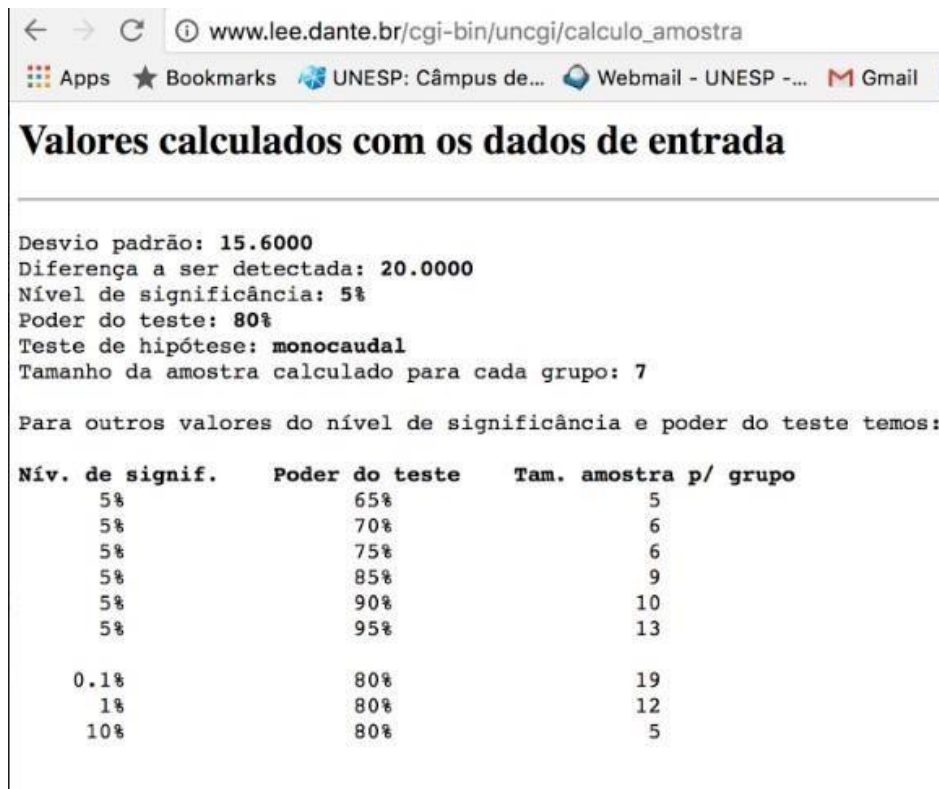 www.lee.dante.br/cgi-bin/uncgi/calculo_amostra
Apps Bookmarks UNESP: Câmpus de... Webmail - UNESP -... Gmail
Valores calculados com os dados de entrada
Desvio padrão: 15.6000
Diferença a ser detectada: 20.0000
Nível de significância: 5%
Poder do teste: 80%
Teste de hipótese: monocaudal
Tamanho da amostra calculado para cada grupo: 7
Para outros valores do nível de significância e poder do teste temos:
Nív. de signif. Poder do teste Tam. amostra p/ grupo
5% 65% 5
5% 70% 6
5% 75% 6
5% 85% 9
5% 90% 10
5% 95% 13
0.1% 80% 19
1% 80% 12
10% 80% 5